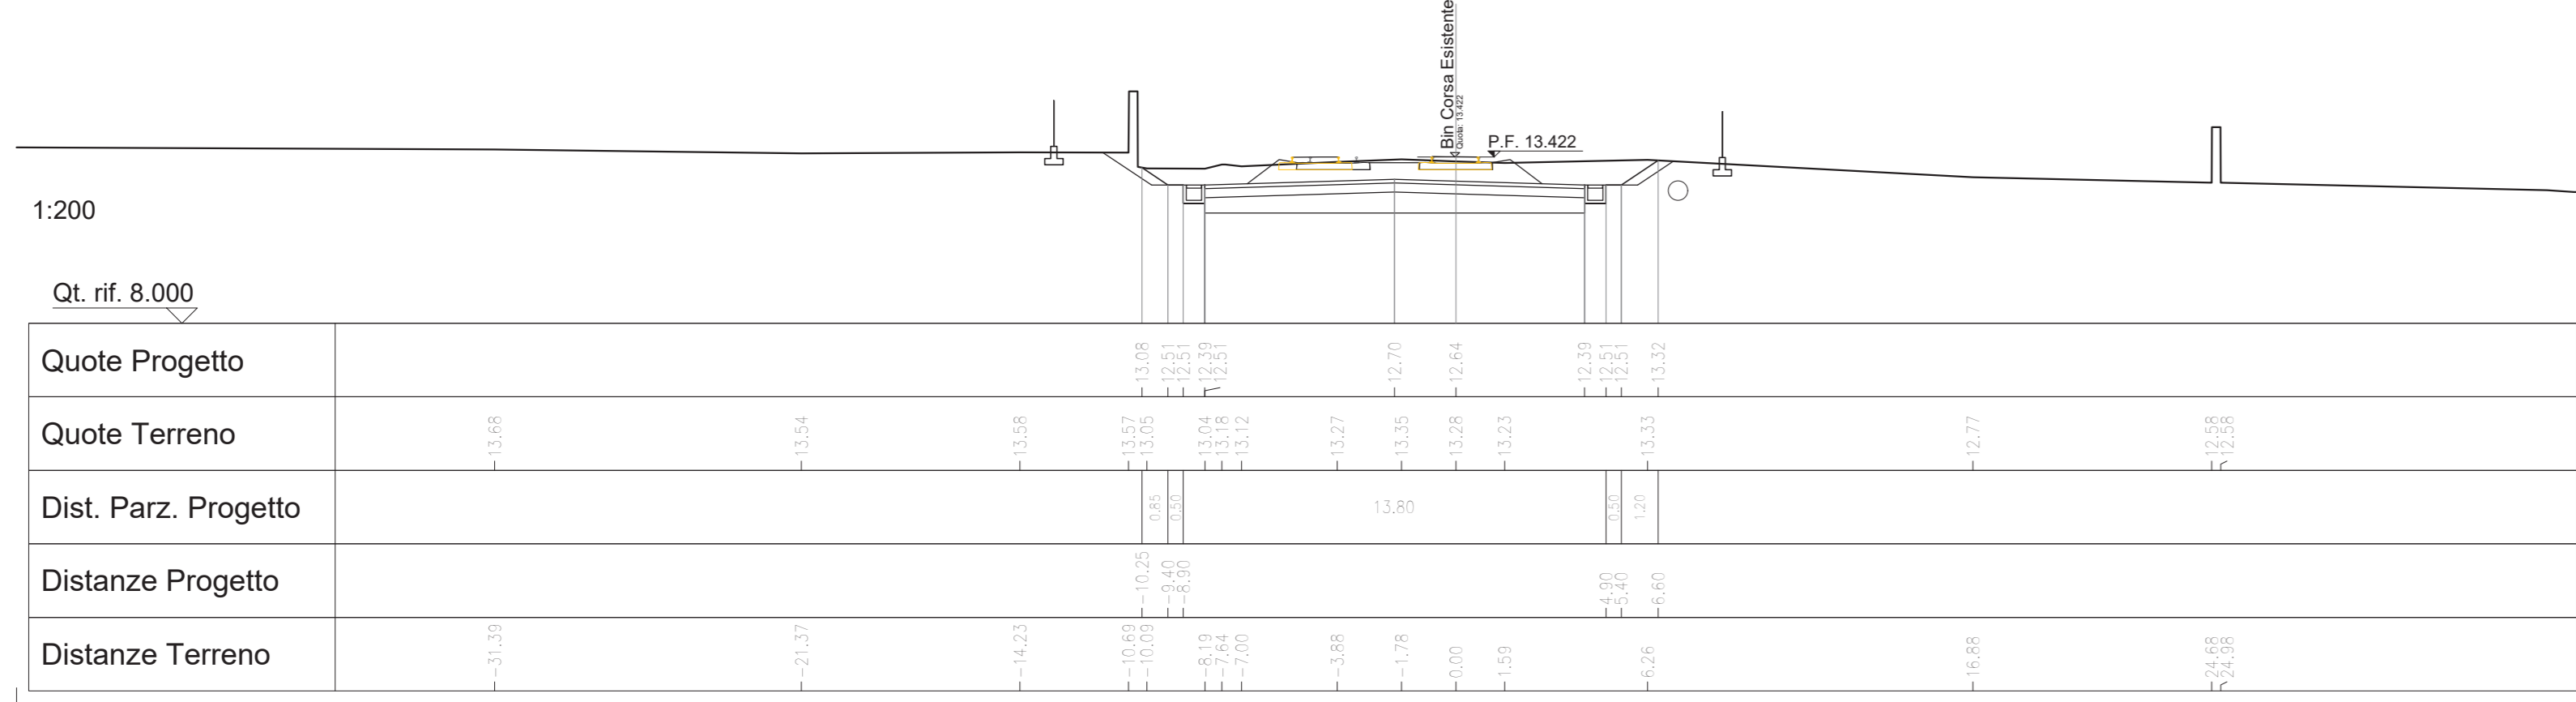 Bin Corsa Esistente
Quota: 13.422
P.F. 13.422
1:200
Qt. rif. 8.000
Quote Progetto 13.08 12.51 12.51 12.39 12.51 12.70 12.64 12.39 12.51 12.51 13.32
Quote Terreno 13.68 13.54 13.58 13.57 13.05 13.04 13.18 13.12 13.27 13.35 13.28 13.23 13.33 12.77 12.58 12.58
Dist. Parz. Progetto 0.85 0.50 13.80 0.50 1.20
Distanze Progetto -10.25 -9.40 -8.90 4.90 5.40 6.60
Distanze Terreno -31.39 -21.37 -14.23 -10.69 -10.09 -8.19 -7.64 -7.00 -3.88 -1.78 0.00 1.59 6.26 16.88 24.68 24.98